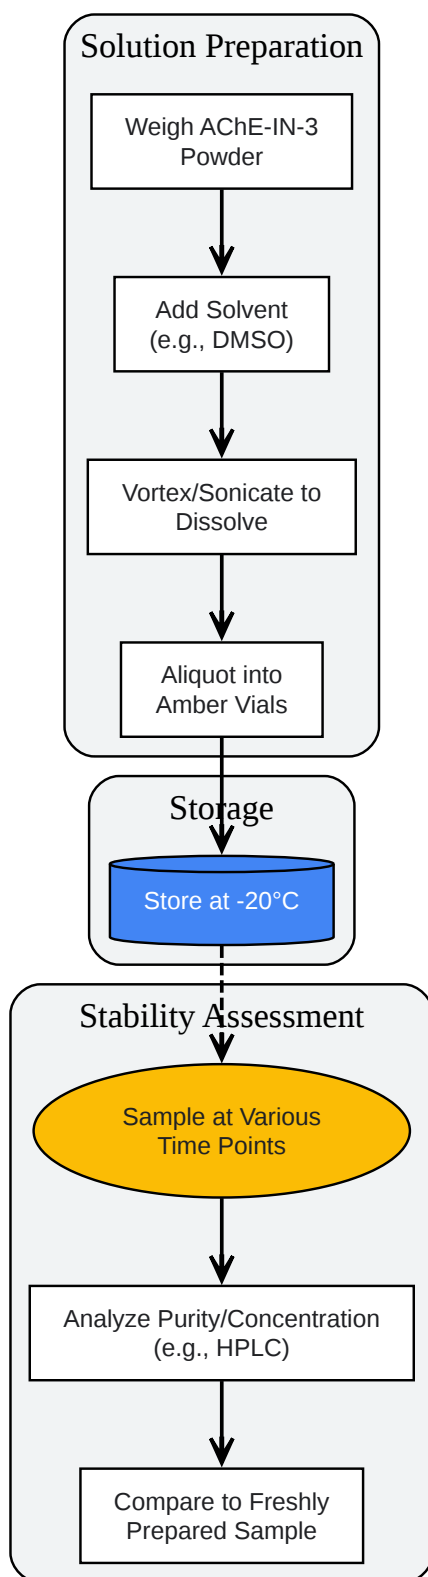 Solution Preparation
Weigh AChE-IN-3
Powder
Add Solvent
(e.g., DMSO)
Vortex/Sonicate to
Dissolve
Aliquot into
Amber Vials
Storage
Store at -20°C
Stability Assessment
Sample at Various
Time Points
Analyze Purity/Concentration
(e.g., HPLC)
Compare to Freshly
Prepared Sample